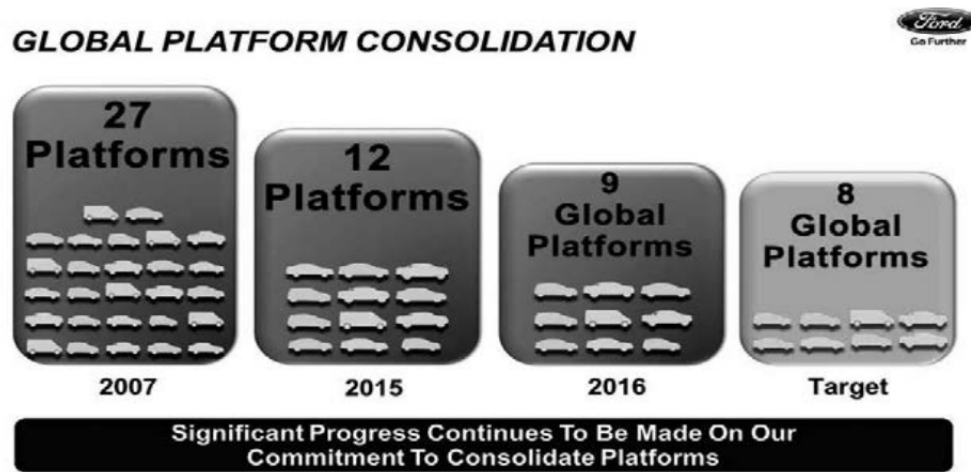 GLOBAL PLATFORM CONSOLIDATION
Ford
Go Further
27
Platforms
12
Platforms
9
Global
Platforms
8
Global
Platforms
2007
2015
2016
Target
Significant Progress Continues To Be Made On Our
Commitment To Consolidate Platforms